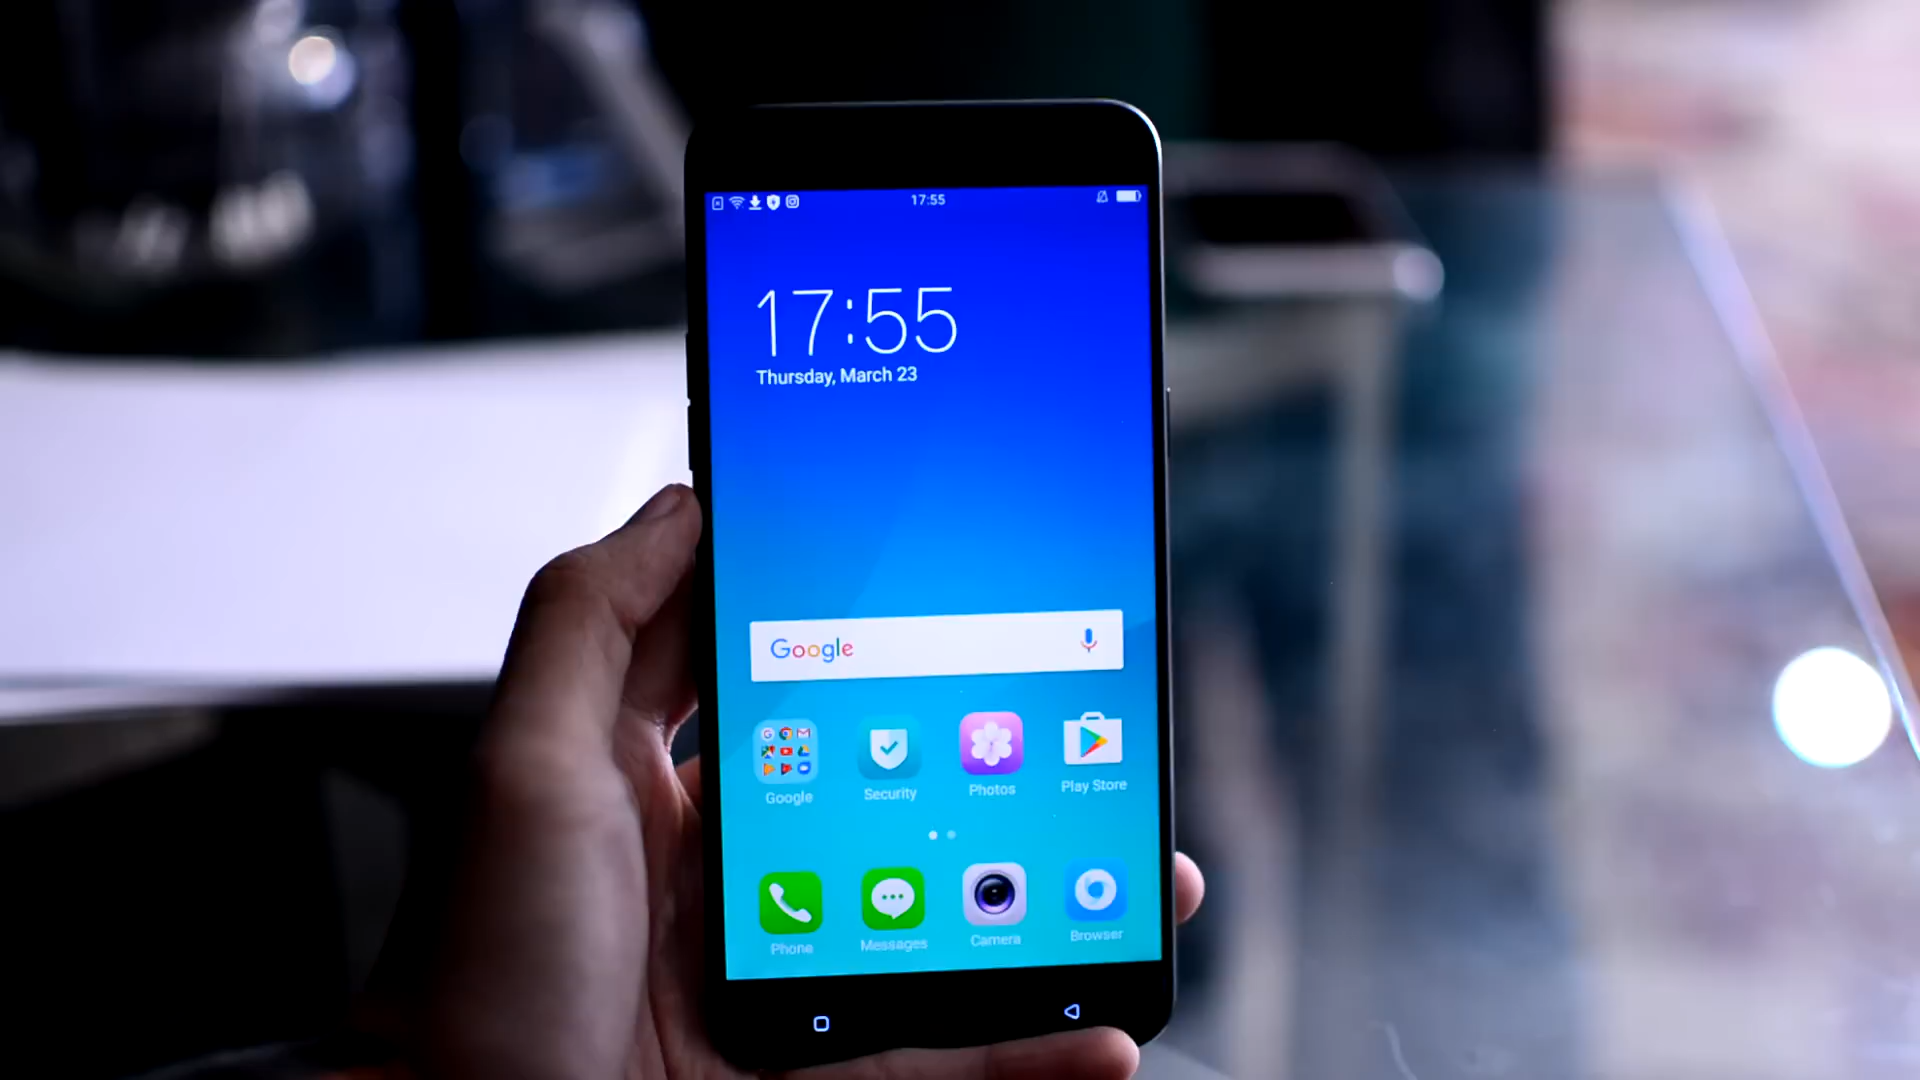 17:55
17:55
Thursday, March 23
Google
Google
Security
Photos
Play Store
Phone
Messages
Camera
Browser